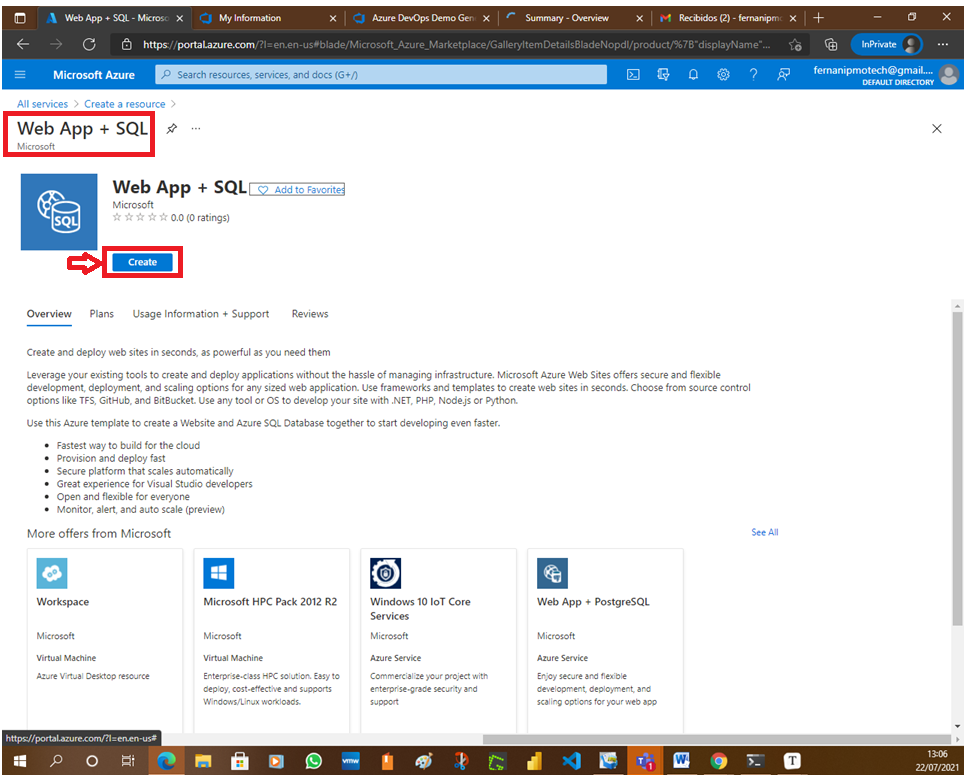 Web App + SQL - Microso
My Information
Azure DevOps Demo Gen
Summary - Overview
Recibidos (2) - fernanipmo
https://portal.azure.com/?l=en.en-us#blade/Microsoft_Azure_Marketplace/GalleryItemDetailsBladeNopdl/product/%7B"displayName"...
InPrivate
Microsoft Azure
Search resources, services, and docs (G+/)
fernanipmotech@gmail....
DEFAULT DIRECTORY
All services > Create a resource >
Web App + SQL
Microsoft
Web App + SQL
Add to Favorites
Microsoft
0.0 (0 ratings)
SQL
Create
Overview
Plans
Usage Information + Support
Reviews
Create and deploy web sites in seconds, as powerful as you need them
Leverage your existing tools to create and deploy applications without the hassle of managing infrastructure. Microsoft Azure Web Sites offers secure and flexible
development, deployment, and scaling options for any sized web application. Use frameworks and templates to create web sites in seconds. Choose from source control
options like TFS, GitHub, and BitBucket. Use any tool or OS to develop your site with .NET, PHP, Node.js or Python.
Use this Azure template to create a Website and Azure SQL Database together to start developing even faster.
Fastest way to build for the cloud
Provision and deploy fast
Secure platform that scales automatically
Great experience for Visual Studio developers
Open and flexible for everyone
Monitor, alert, and auto scale (preview)
More offers from Microsoft
See All
Workspace
Microsoft
Virtual Machine
Azure Virtual Desktop resource
Microsoft HPC Pack 2012 R2
Microsoft
Virtual Machine
Enterprise-class HPC solution. Easy to
deploy, cost-effective and supports
Windows/Linux workloads.
Windows 10 IoT Core
Services
Microsoft
Azure Service
Commercialize your project with
enterprise-grade security and
support
Web App + PostgreSQL
Microsoft
Azure Service
Enjoy secure and flexible
development, deployment, and
scaling options for your web app
https://portal.azure.com/?l=en.en-us#
vmw
1
T
13:06
22/07/2021